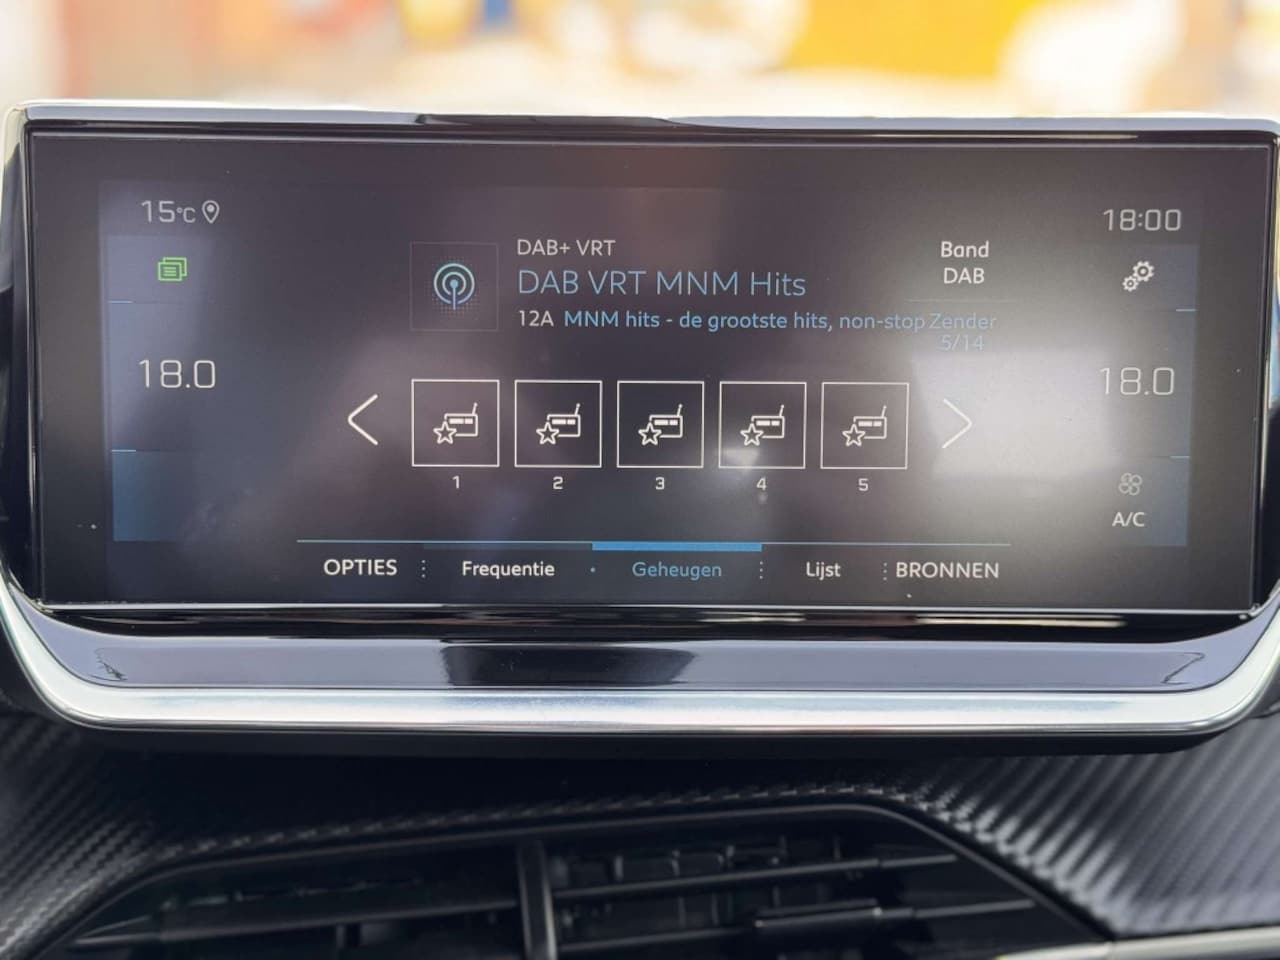 15°C
18:00
DAB+ VRT
Band
DAB
DAB VRT MNM Hits
12A MNM hits - de grootste hits, non-stop
Zender
5/14
18.0
18.0
1 2 3 4 5
A/C
OPTIES Frequentie Geheugen Lijst BRONNEN